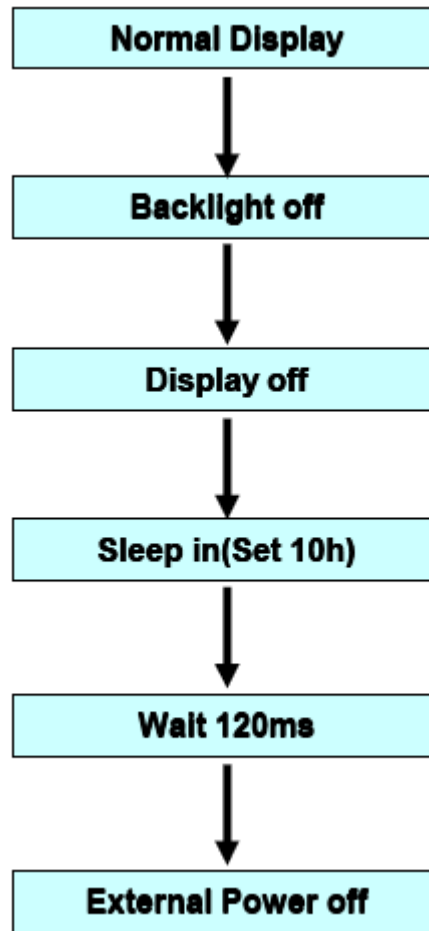 Normal Display
Backlight off
Display off
Sleep in(Set 10h)
Wait 120ms
External Power off